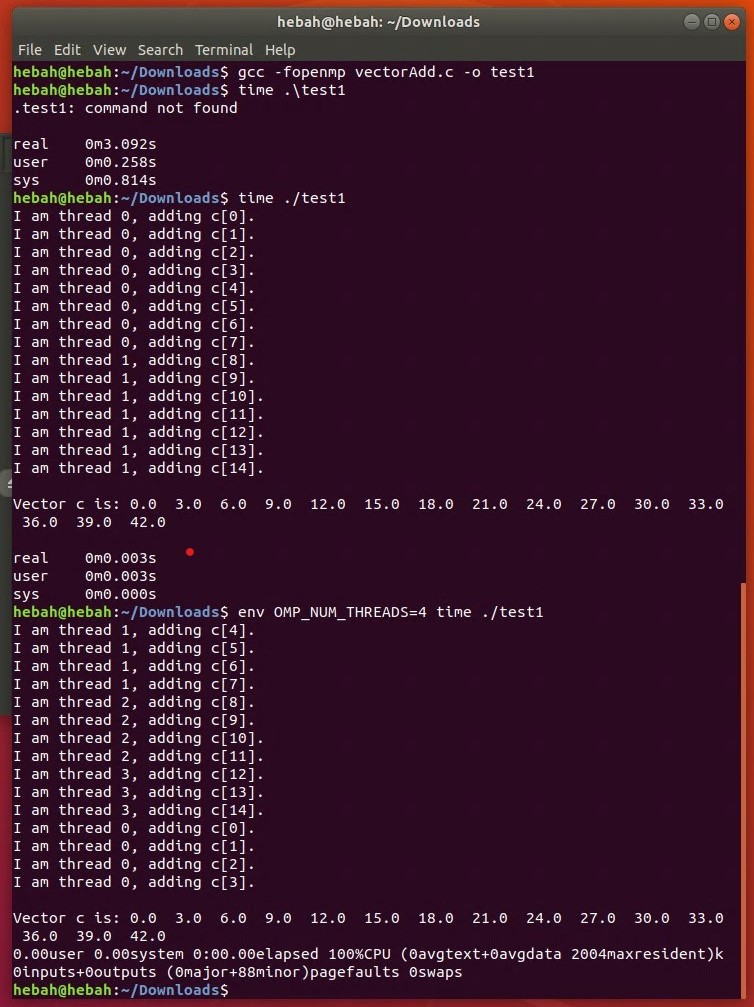 hebah@hebah: ~/Downloads
File Edit View Search Terminal Help
hebah@hebah:~/Downloads$ gcc -fopenmp vectorAdd.c -o test1
hebah@hebah:~/Downloads$ time .\test1
.test1: command not found
real    0m3.092s
user    0m0.258s
sys     0m0.814s
hebah@hebah:~/Downloads$ time ./test1
I am thread 0, adding c[0].
I am thread 0, adding c[1].
I am thread 0, adding c[2].
I am thread 0, adding c[3].
I am thread 0, adding c[4].
I am thread 0, adding c[5].
I am thread 0, adding c[6].
I am thread 0, adding c[7].
I am thread 1, adding c[8].
I am thread 1, adding c[9].
I am thread 1, adding c[10].
I am thread 1, adding c[11].
I am thread 1, adding c[12].
I am thread 1, adding c[13].
I am thread 1, adding c[14].
Vector c is: 0.0  3.0  6.0  9.0  12.0  15.0  18.0  21.0  24.0  27.0  30.0  33.0
 36.0  39.0  42.0
real    0m0.003s
user    0m0.003s
sys     0m0.000s
hebah@hebah:~/Downloads$ env OMP_NUM_THREADS=4 time ./test1
I am thread 1, adding c[4].
I am thread 1, adding c[5].
I am thread 1, adding c[6].
I am thread 1, adding c[7].
I am thread 2, adding c[8].
I am thread 2, adding c[9].
I am thread 2, adding c[10].
I am thread 2, adding c[11].
I am thread 3, adding c[12].
I am thread 3, adding c[13].
I am thread 3, adding c[14].
I am thread 0, adding c[0].
I am thread 0, adding c[1].
I am thread 0, adding c[2].
I am thread 0, adding c[3].
Vector c is: 0.0  3.0  6.0  9.0  12.0  15.0  18.0  21.0  24.0  27.0  30.0  33.0
 36.0  39.0  42.0
0.00user 0.00system 0:00.00elapsed 100%CPU (0avgtext+0avgdata 2004maxresident)k
0inputs+0outputs (0major+88minor)pagefaults 0swaps
hebah@hebah:~/Downloads$